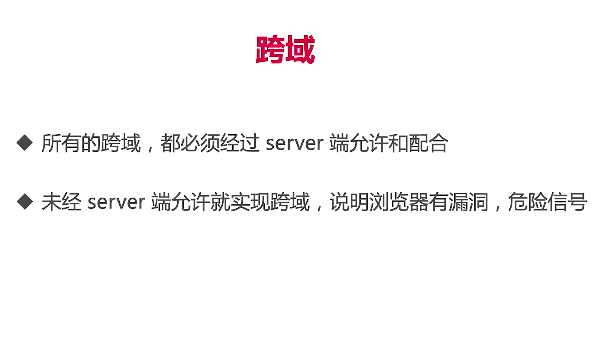 跨域
◆ 所有的跨域，都必须经过 server 端允许和配合
◆ 未经 server 端允许就实现跨域，说明浏览器有漏洞，危险信号